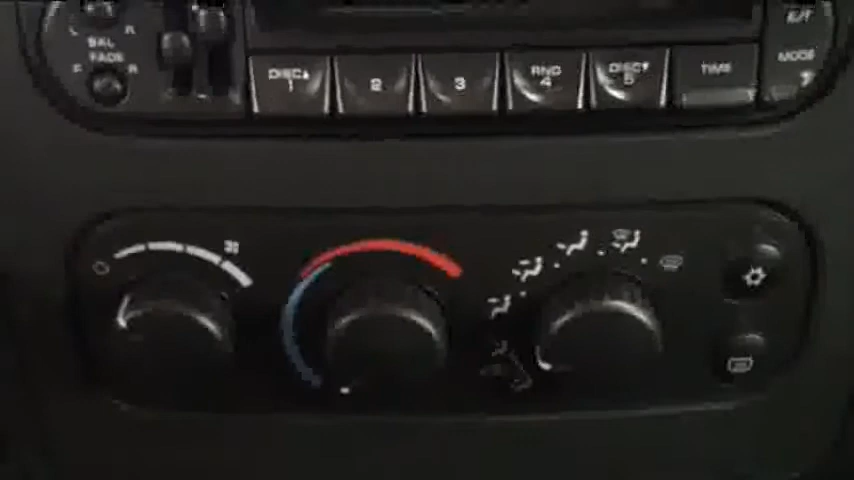 E/T
L R
BAL
FADE
F R
DISC▲ 2 3 RND DISC▼ TIME MODE
1 4 5